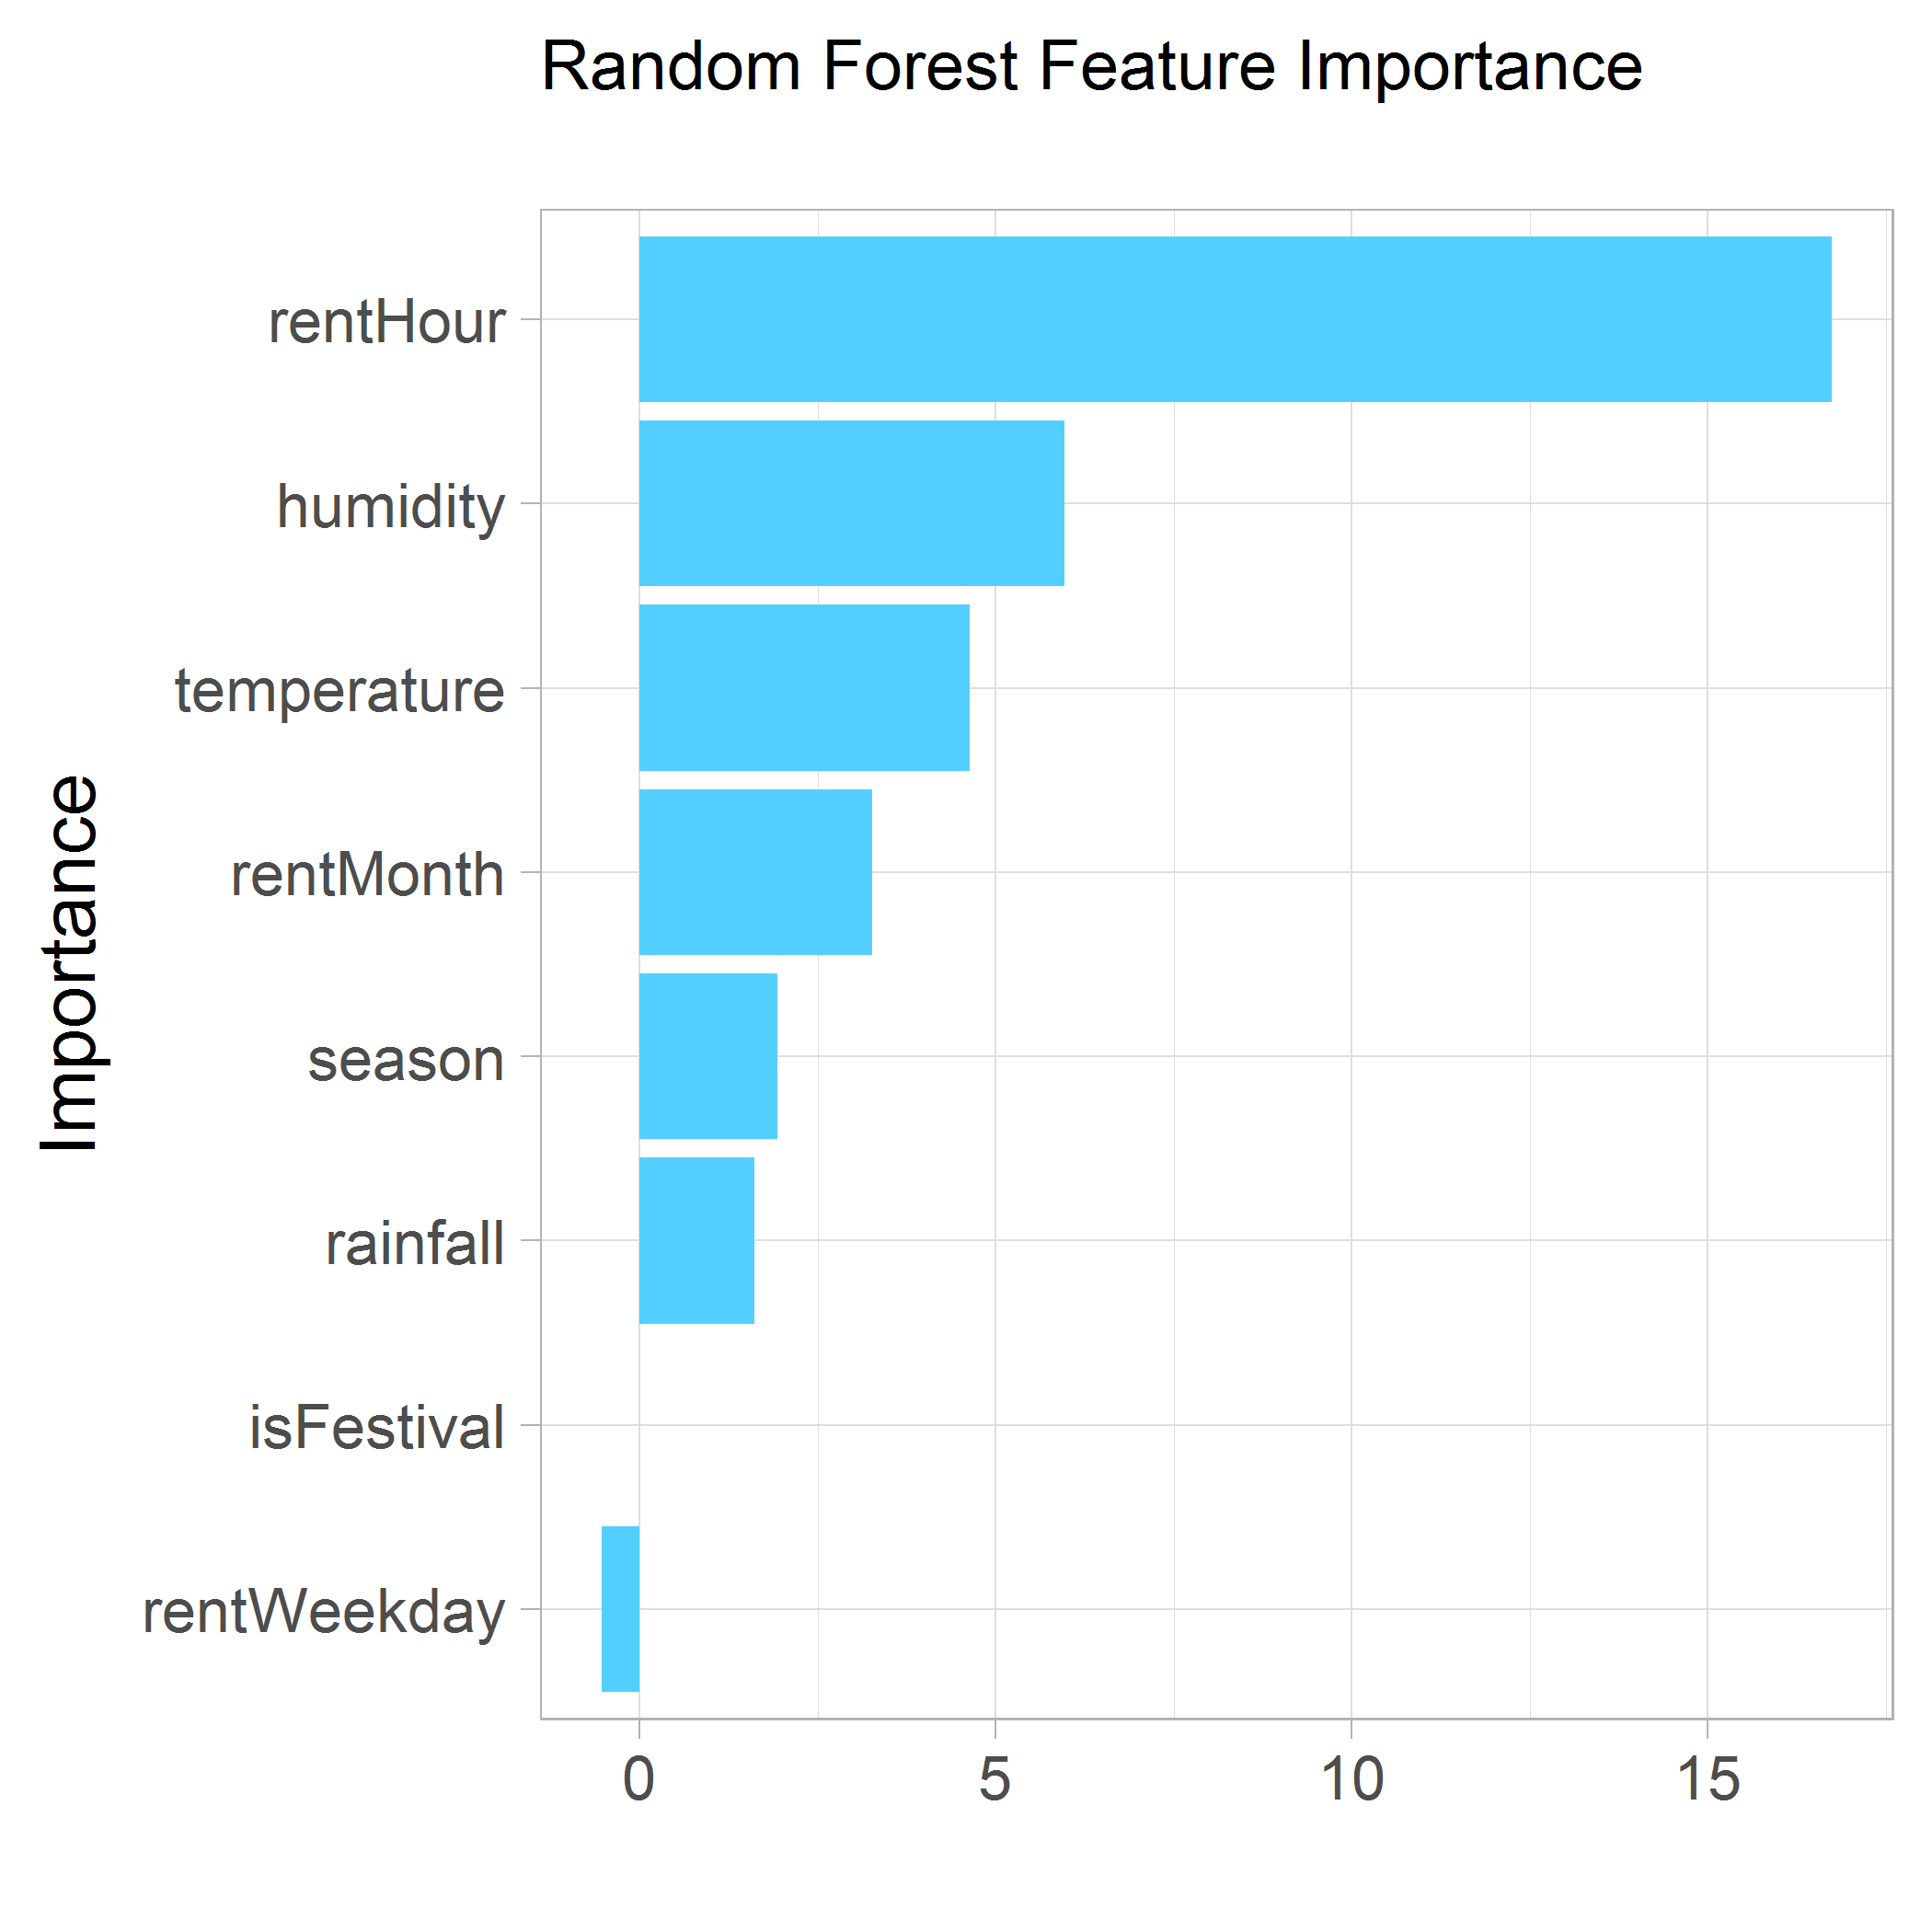 Random Forest Feature Importance
Importance
rentHour
humidity
temperature
rentMonth
season
rainfall
isFestival
rentWeekday
0 5 10 15